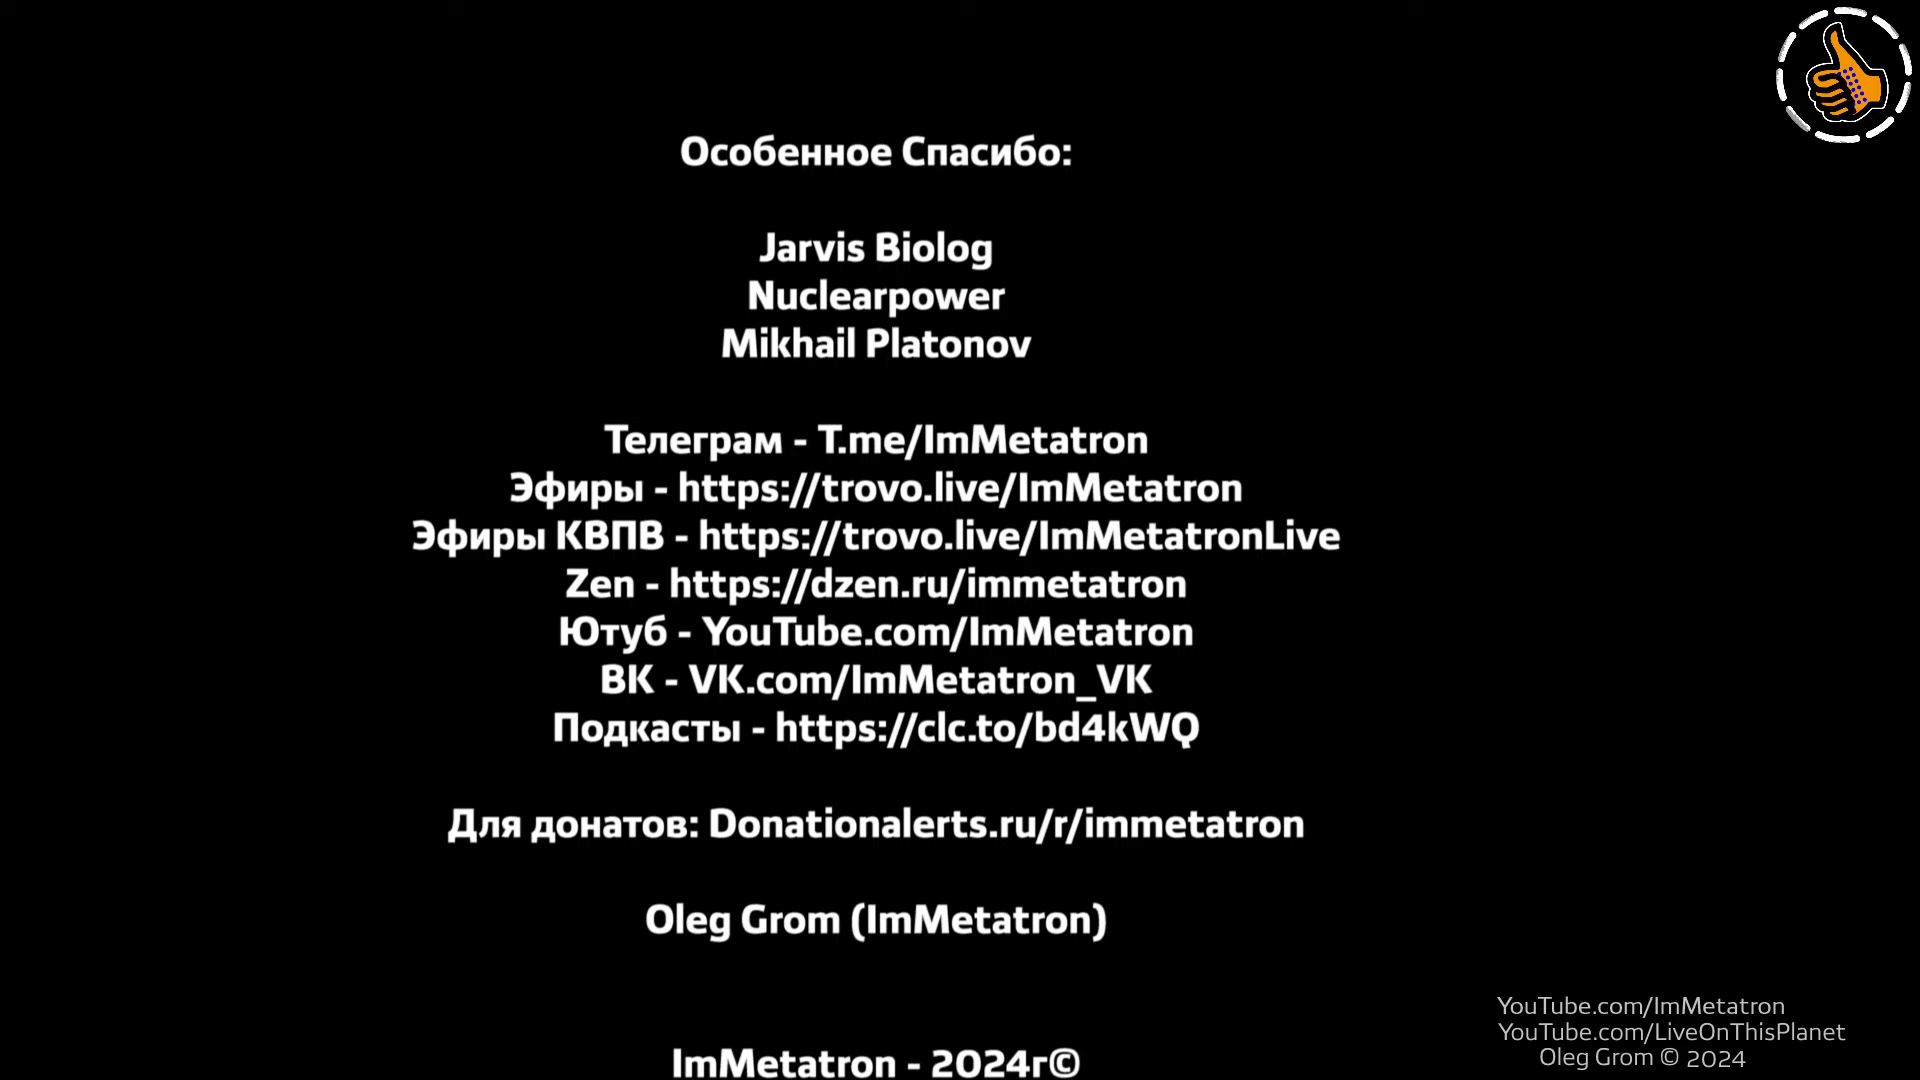 Особенное Спасибо:
Jarvis Biolog
Nuclearpower
Mikhail Platonov
Телеграм - T.me/ImMetatron
Эфиры - https://trovo.live/ImMetatron
Эфиры КВПВ - https://trovo.live/ImMetatronLive
Zen - https://dzen.ru/immetatron
Ютуб - YouTube.com/ImMetatron
ВК - VK.com/ImMetatron_VK
Подкасты - https://clc.to/bd4kWQ
Для донатов: Donationalerts.ru/r/immetatron
Oleg Grom (ImMetatron)
ImMetatron - 2024г©
YouTube.com/ImMetatron
YouTube.com/LiveOnThisPlanet
Oleg Grom © 2024